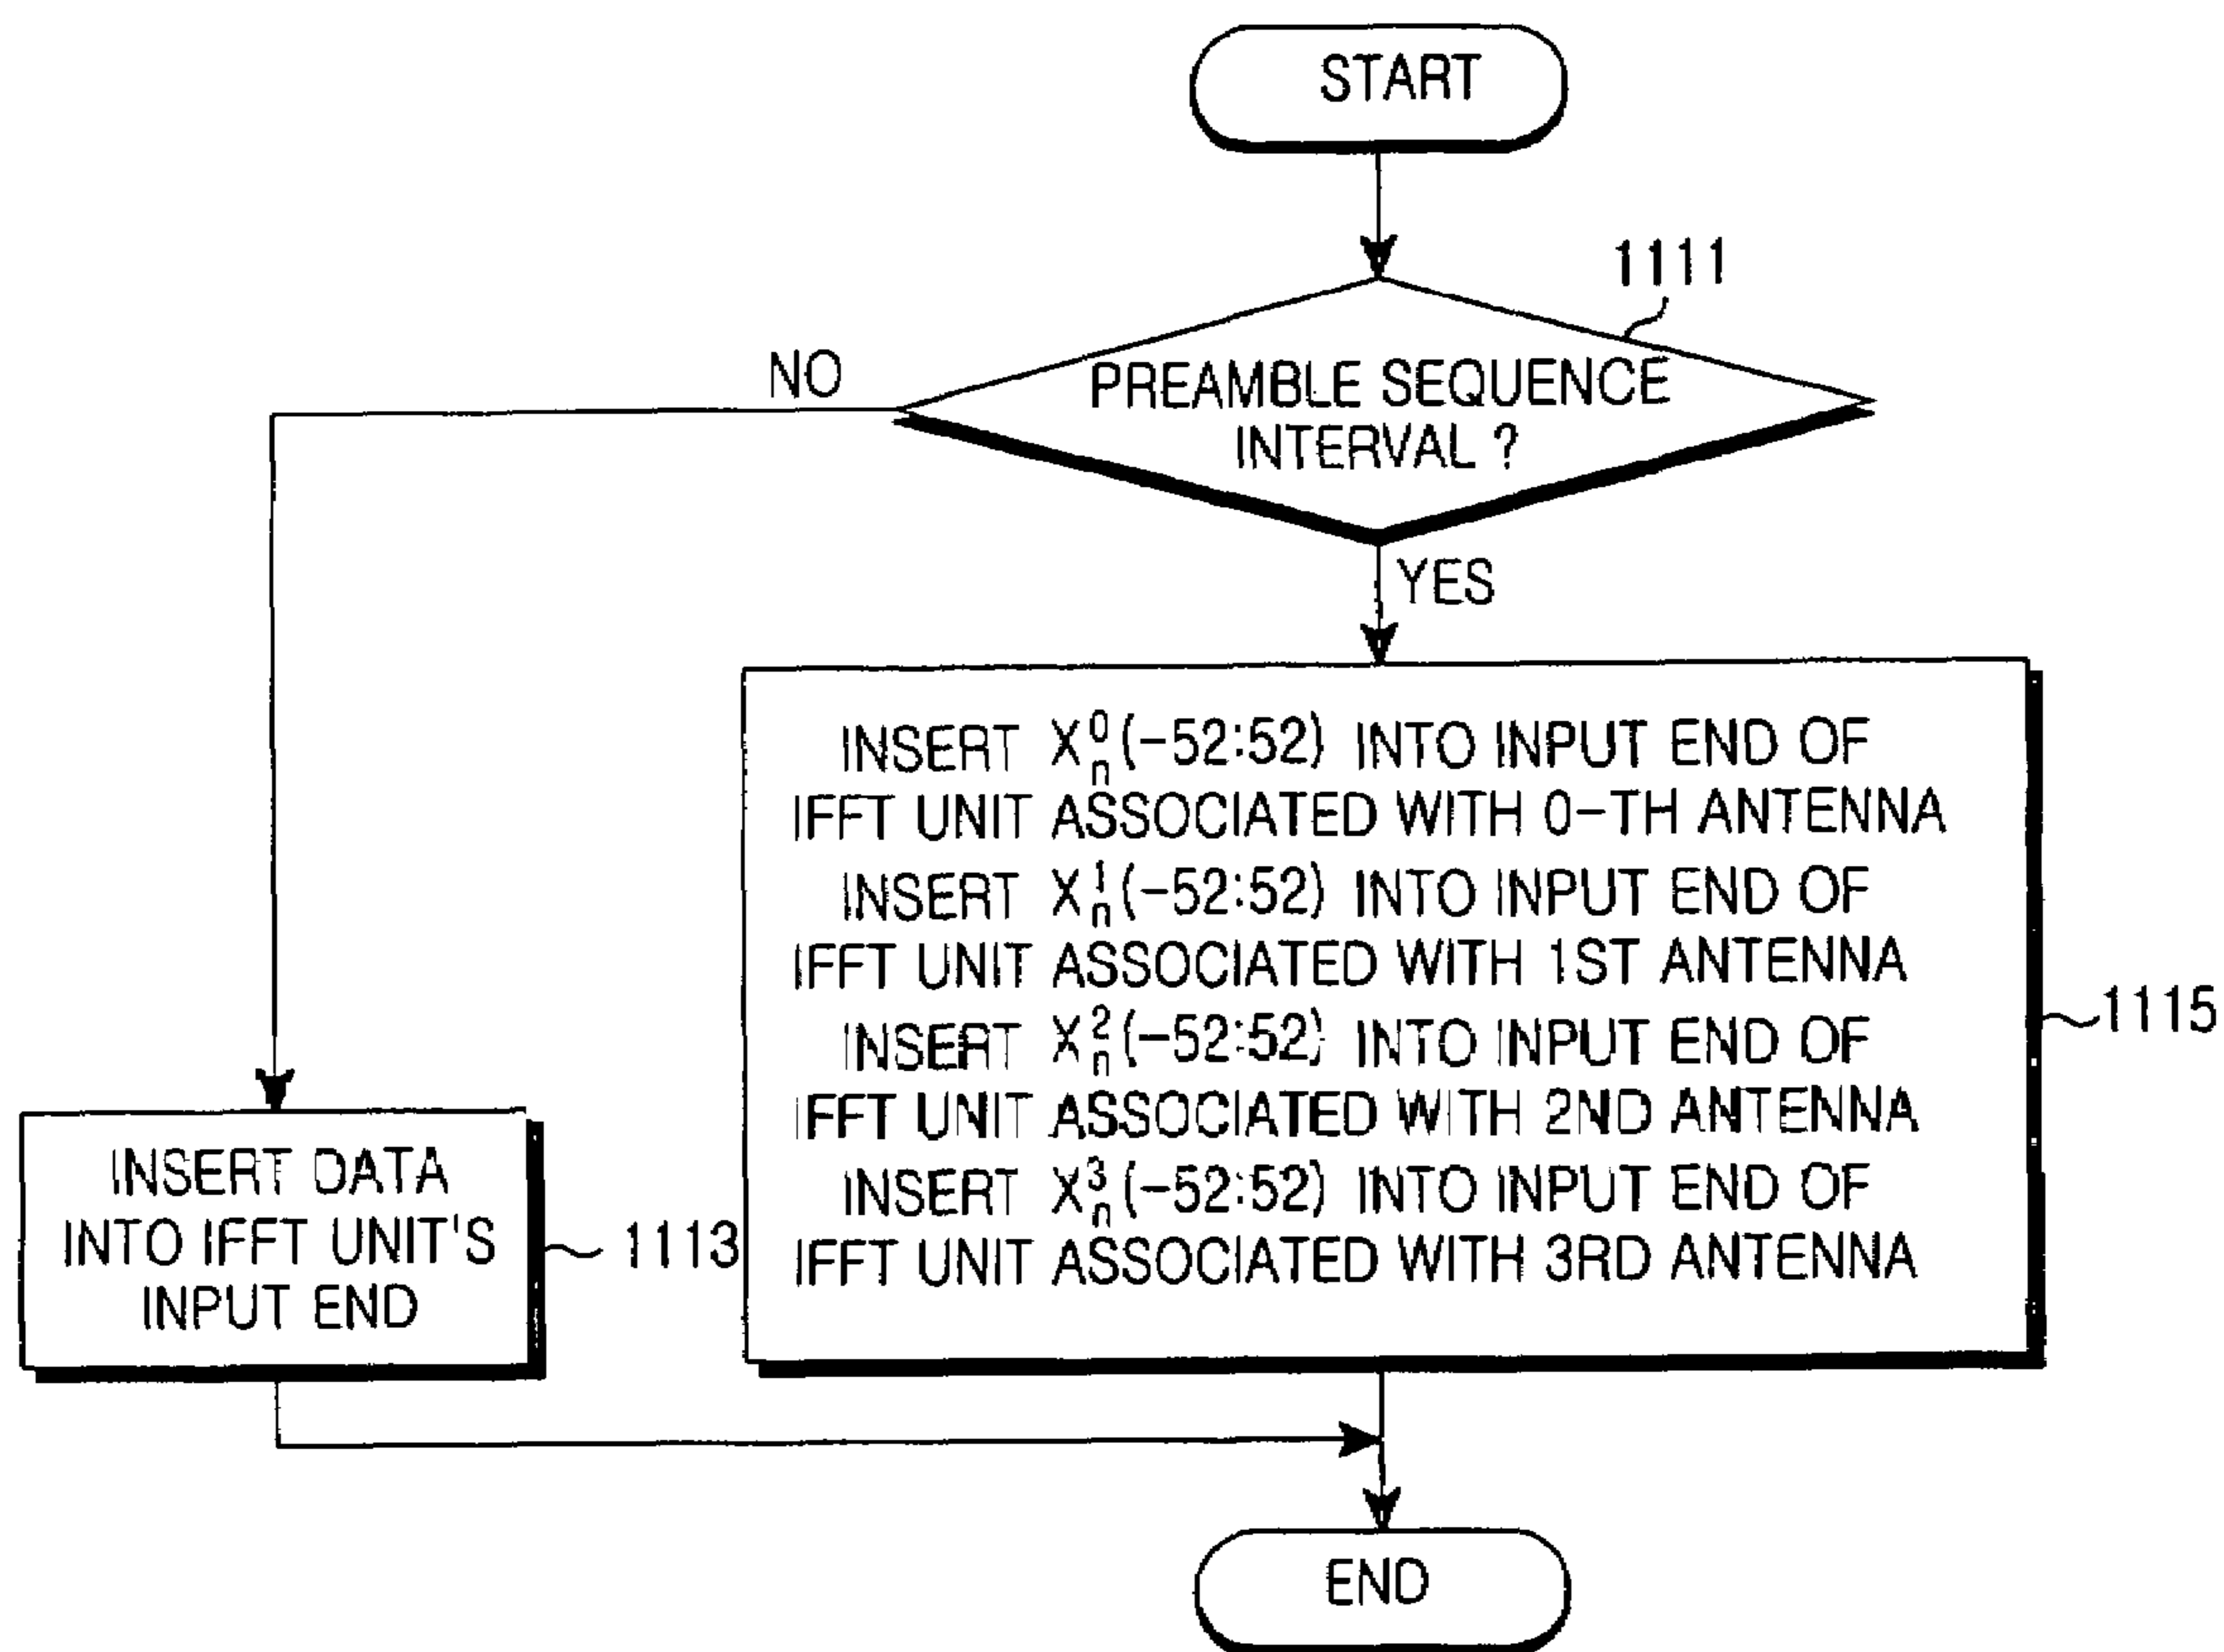 START
1111
PREAMBLE SEQUENCE
INTERVAL ?
NO
YES
INSERT X⁰ₙ(-52:52) INTO INPUT END OF
IFFT UNIT ASSOCIATED WITH 0-TH ANTENNA
INSERT X¹ₙ(-52:52) INTO INPUT END OF
IFFT UNIT ASSOCIATED WITH 1ST ANTENNA
INSERT X²ₙ(-52:52) INTO INPUT END OF
IFFT UNIT ASSOCIATED WITH 2ND ANTENNA
INSERT X³ₙ(-52:52) INTO INPUT END OF
IFFT UNIT ASSOCIATED WITH 3RD ANTENNA
1115
INSERT DATA
INTO IFFT UNIT'S
INPUT END
1113
END